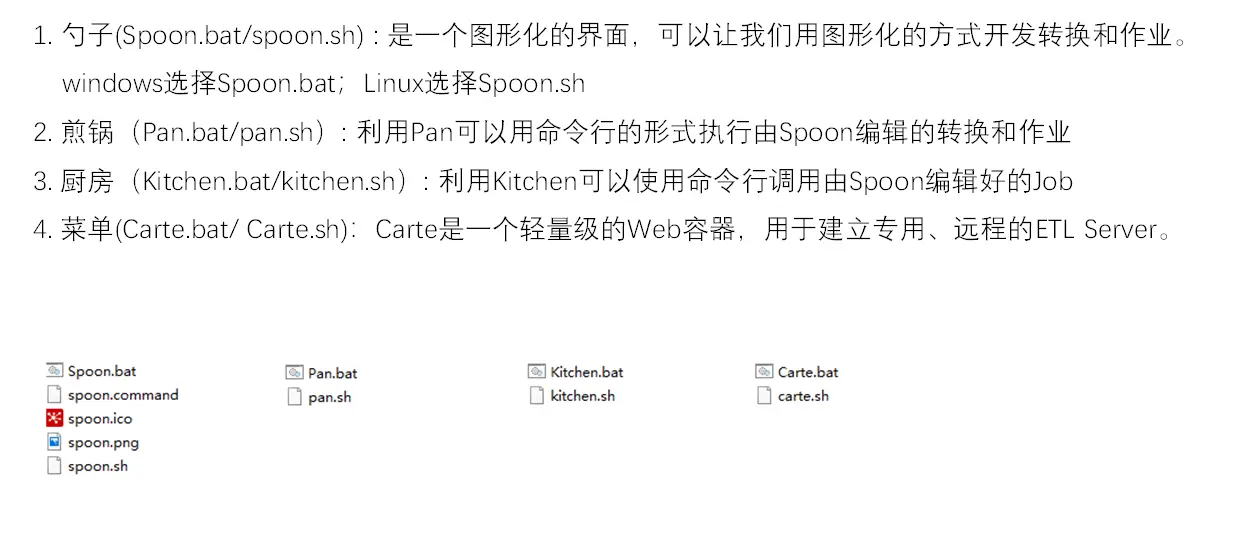 1. 勺子(Spoon.bat/spoon.sh) : 是一个图形化的界面，可以让我们用图形化的方式开发转换和作业。
windows选择Spoon.bat；Linux选择Spoon.sh
2. 煎锅（Pan.bat/pan.sh）: 利用Pan可以用命令行的形式执行由Spoon编辑的转换和作业
3. 厨房（Kitchen.bat/kitchen.sh）: 利用Kitchen可以使用命令行调用由Spoon编辑好的Job
4. 菜单(Carte.bat/ Carte.sh)：Carte是一个轻量级的Web容器，用于建立专用、远程的ETL Server。
Spoon.bat
spoon.command
spoon.ico
spoon.png
spoon.sh
Pan.bat
pan.sh
Kitchen.bat
kitchen.sh
Carte.bat
carte.sh